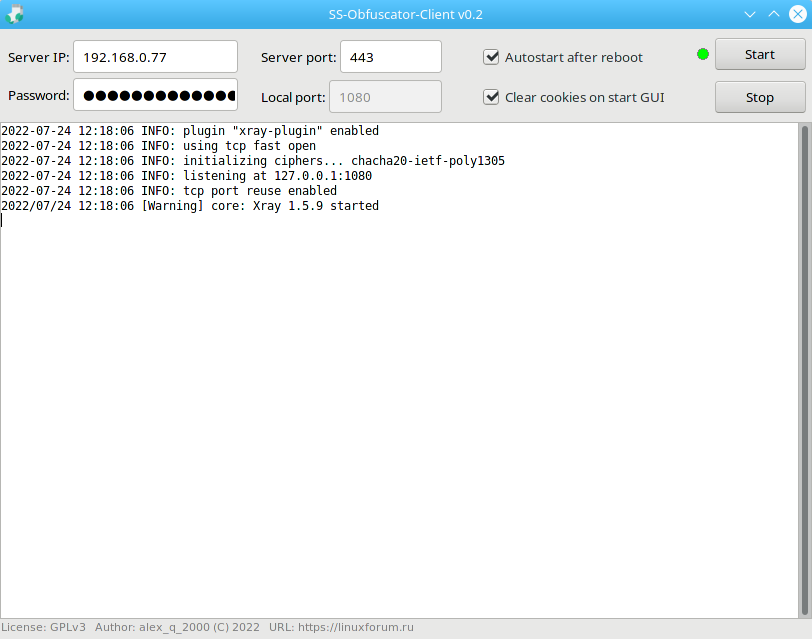 SS-Obfuscator-Client v0.2
Server IP: 192.168.0.77 Server port: 443 Autostart after reboot Start
Password: ●●●●●●●●●●●●● Local port: 1080 Clear cookies on start GUI Stop
2022-07-24 12:18:06 INFO: plugin "xray-plugin" enabled
2022-07-24 12:18:06 INFO: using tcp fast open
2022-07-24 12:18:06 INFO: initializing ciphers... chacha20-ietf-poly1305
2022-07-24 12:18:06 INFO: listening at 127.0.0.1:1080
2022-07-24 12:18:06 INFO: tcp port reuse enabled
2022/07/24 12:18:06 [Warning] core: Xray 1.5.9 started
License: GPLv3 Author: alex_q_2000 (C) 2022 URL: https://linuxforum.ru